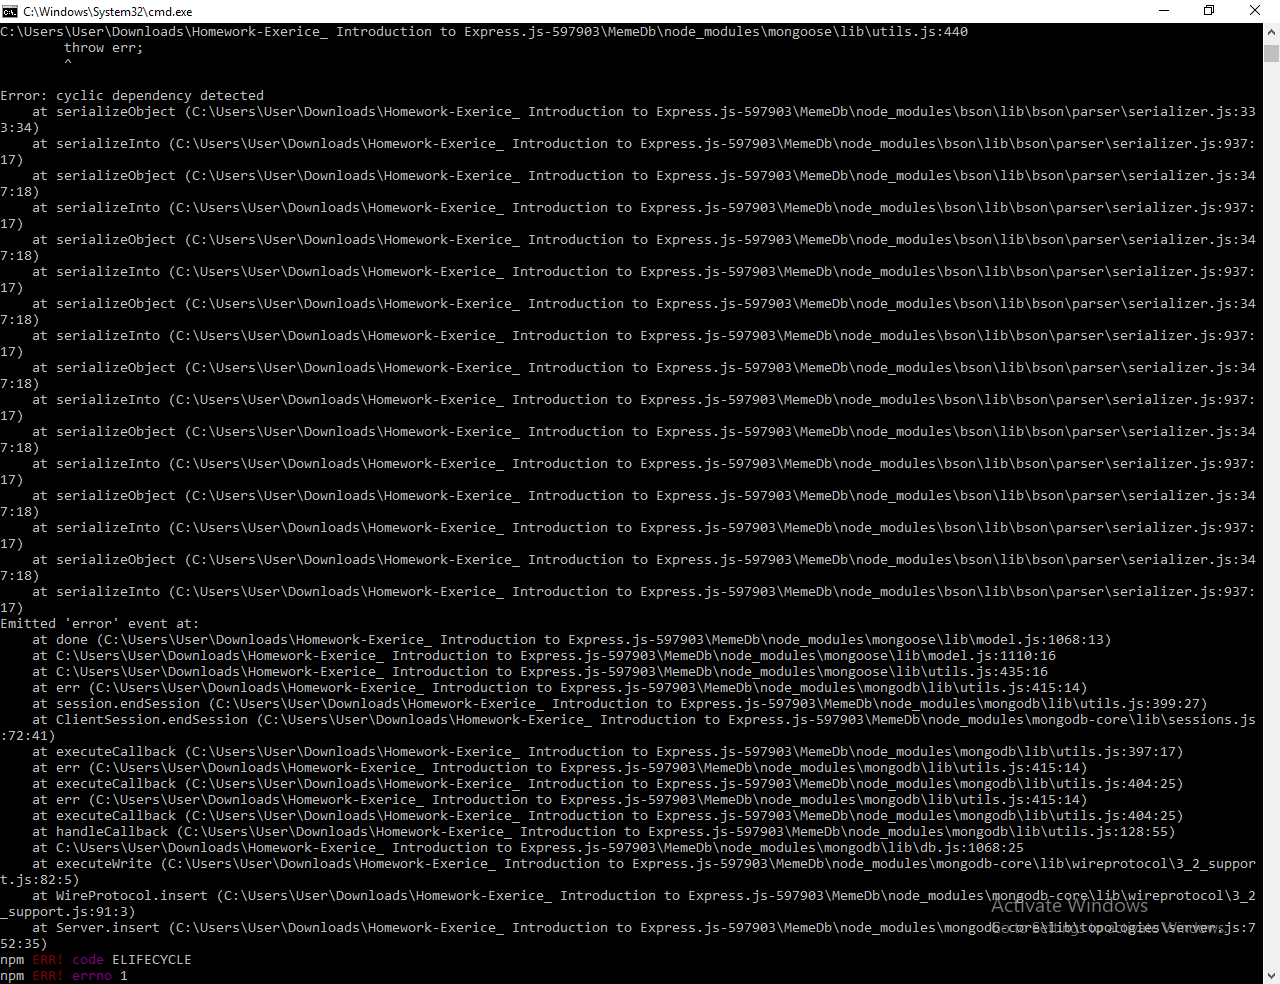 C:\Windows\System32\cmd.exe
C:\Users\User\Downloads\Homework-Exerice_ Introduction to Express.js-597903\MemeDb\node_modules\mongoose\lib\utils.js:440
        throw err;
        ^
Error: cyclic dependency detected
    at serializeObject (C:\Users\User\Downloads\Homework-Exerice_ Introduction to Express.js-597903\MemeDb\node_modules\bson\lib\bson\parser\serializer.js:33
3:34)
    at serializeInto (C:\Users\User\Downloads\Homework-Exerice_ Introduction to Express.js-597903\MemeDb\node_modules\bson\lib\bson\parser\serializer.js:937:
17)
    at serializeObject (C:\Users\User\Downloads\Homework-Exerice_ Introduction to Express.js-597903\MemeDb\node_modules\bson\lib\bson\parser\serializer.js:34
7:18)
    at serializeInto (C:\Users\User\Downloads\Homework-Exerice_ Introduction to Express.js-597903\MemeDb\node_modules\bson\lib\bson\parser\serializer.js:937:
17)
    at serializeObject (C:\Users\User\Downloads\Homework-Exerice_ Introduction to Express.js-597903\MemeDb\node_modules\bson\lib\bson\parser\serializer.js:34
7:18)
    at serializeInto (C:\Users\User\Downloads\Homework-Exerice_ Introduction to Express.js-597903\MemeDb\node_modules\bson\lib\bson\parser\serializer.js:937:
17)
    at serializeObject (C:\Users\User\Downloads\Homework-Exerice_ Introduction to Express.js-597903\MemeDb\node_modules\bson\lib\bson\parser\serializer.js:34
7:18)
    at serializeInto (C:\Users\User\Downloads\Homework-Exerice_ Introduction to Express.js-597903\MemeDb\node_modules\bson\lib\bson\parser\serializer.js:937:
17)
    at serializeObject (C:\Users\User\Downloads\Homework-Exerice_ Introduction to Express.js-597903\MemeDb\node_modules\bson\lib\bson\parser\serializer.js:34
7:18)
    at serializeInto (C:\Users\User\Downloads\Homework-Exerice_ Introduction to Express.js-597903\MemeDb\node_modules\bson\lib\bson\parser\serializer.js:937:
17)
    at serializeObject (C:\Users\User\Downloads\Homework-Exerice_ Introduction to Express.js-597903\MemeDb\node_modules\bson\lib\bson\parser\serializer.js:34
7:18)
    at serializeInto (C:\Users\User\Downloads\Homework-Exerice_ Introduction to Express.js-597903\MemeDb\node_modules\bson\lib\bson\parser\serializer.js:937:
17)
    at serializeObject (C:\Users\User\Downloads\Homework-Exerice_ Introduction to Express.js-597903\MemeDb\node_modules\bson\lib\bson\parser\serializer.js:34
7:18)
    at serializeInto (C:\Users\User\Downloads\Homework-Exerice_ Introduction to Express.js-597903\MemeDb\node_modules\bson\lib\bson\parser\serializer.js:937:
17)
    at serializeObject (C:\Users\User\Downloads\Homework-Exerice_ Introduction to Express.js-597903\MemeDb\node_modules\bson\lib\bson\parser\serializer.js:34
7:18)
    at serializeInto (C:\Users\User\Downloads\Homework-Exerice_ Introduction to Express.js-597903\MemeDb\node_modules\bson\lib\bson\parser\serializer.js:937:
17)
Emitted 'error' event at:
    at done (C:\Users\User\Downloads\Homework-Exerice_ Introduction to Express.js-597903\MemeDb\node_modules\mongoose\lib\model.js:1068:13)
    at C:\Users\User\Downloads\Homework-Exerice_ Introduction to Express.js-597903\MemeDb\node_modules\mongoose\lib\model.js:1110:16
    at C:\Users\User\Downloads\Homework-Exerice_ Introduction to Express.js-597903\MemeDb\node_modules\mongoose\lib\utils.js:435:16
    at err (C:\Users\User\Downloads\Homework-Exerice_ Introduction to Express.js-597903\MemeDb\node_modules\mongodb\lib\utils.js:415:14)
    at session.endSession (C:\Users\User\Downloads\Homework-Exerice_ Introduction to Express.js-597903\MemeDb\node_modules\mongodb\lib\utils.js:399:27)
    at ClientSession.endSession (C:\Users\User\Downloads\Homework-Exerice_ Introduction to Express.js-597903\MemeDb\node_modules\mongodb-core\lib\sessions.js
:72:41)
    at executeCallback (C:\Users\User\Downloads\Homework-Exerice_ Introduction to Express.js-597903\MemeDb\node_modules\mongodb\lib\utils.js:397:17)
    at err (C:\Users\User\Downloads\Homework-Exerice_ Introduction to Express.js-597903\MemeDb\node_modules\mongodb\lib\utils.js:415:14)
    at executeCallback (C:\Users\User\Downloads\Homework-Exerice_ Introduction to Express.js-597903\MemeDb\node_modules\mongodb\lib\utils.js:404:25)
    at err (C:\Users\User\Downloads\Homework-Exerice_ Introduction to Express.js-597903\MemeDb\node_modules\mongodb\lib\utils.js:415:14)
    at executeCallback (C:\Users\User\Downloads\Homework-Exerice_ Introduction to Express.js-597903\MemeDb\node_modules\mongodb\lib\utils.js:404:25)
    at handleCallback (C:\Users\User\Downloads\Homework-Exerice_ Introduction to Express.js-597903\MemeDb\node_modules\mongodb\lib\utils.js:128:55)
    at C:\Users\User\Downloads\Homework-Exerice_ Introduction to Express.js-597903\MemeDb\node_modules\mongodb\lib\db.js:1068:25
    at executeWrite (C:\Users\User\Downloads\Homework-Exerice_ Introduction to Express.js-597903\MemeDb\node_modules\mongodb-core\lib\wireprotocol\3_2_suppor
t.js:82:5)
    at WireProtocol.insert (C:\Users\User\Downloads\Homework-Exerice_ Introduction to Express.js-597903\MemeDb\node_modules\mongodb-core\lib\wireprotocol\3_2
_support.js:91:3)
Activate Windows
    at Server.insert (C:\Users\User\Downloads\Homework-Exerice_ Introduction to Express.js-597903\MemeDb\node_modules\mongodb-core\lib\topologies\server.js:7
Go to Settings to activate Windows.
52:35)
npm ERR! code ELIFECYCLE
npm ERR! errno 1